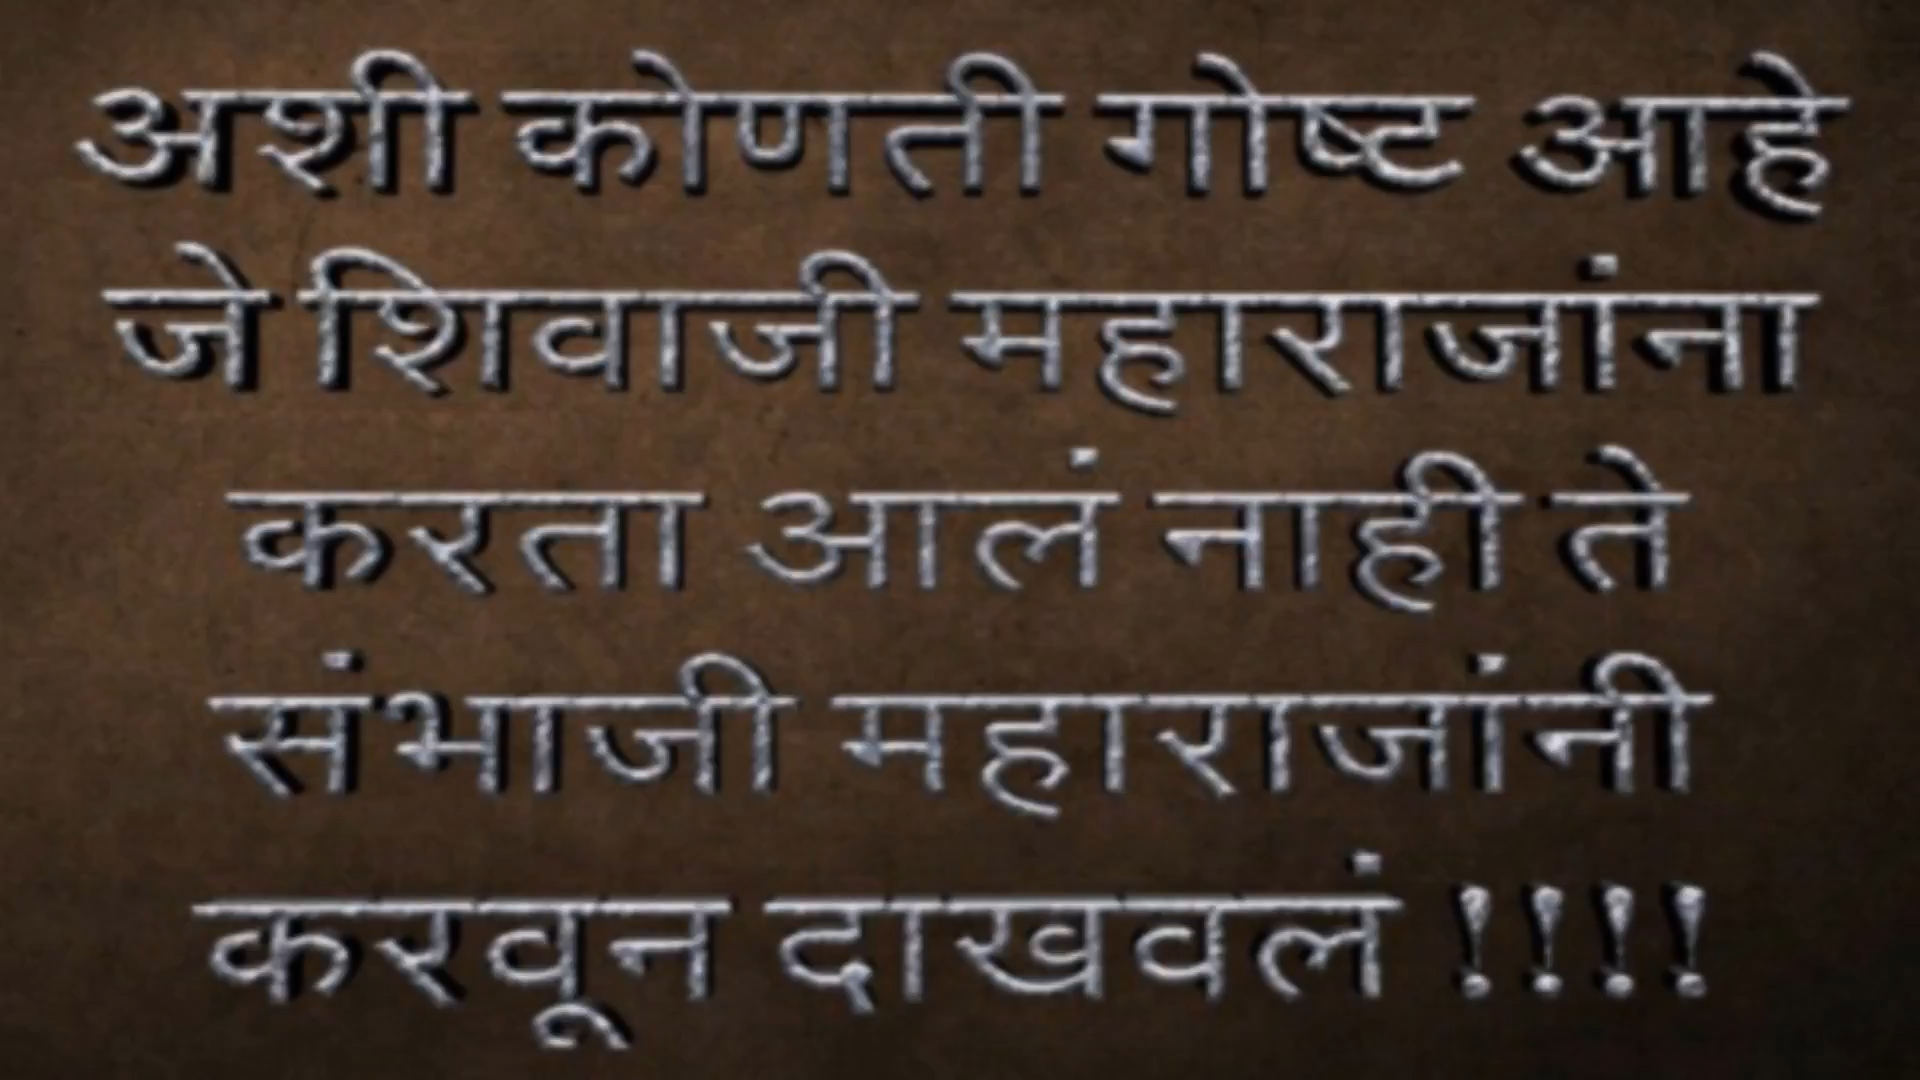 अशी कोणती गोष्ट आहे
जे शिवाजी महाराजांना
करता आलं नाही ते
संभाजी महाराजांनी
करवून दाखवलं !!!!